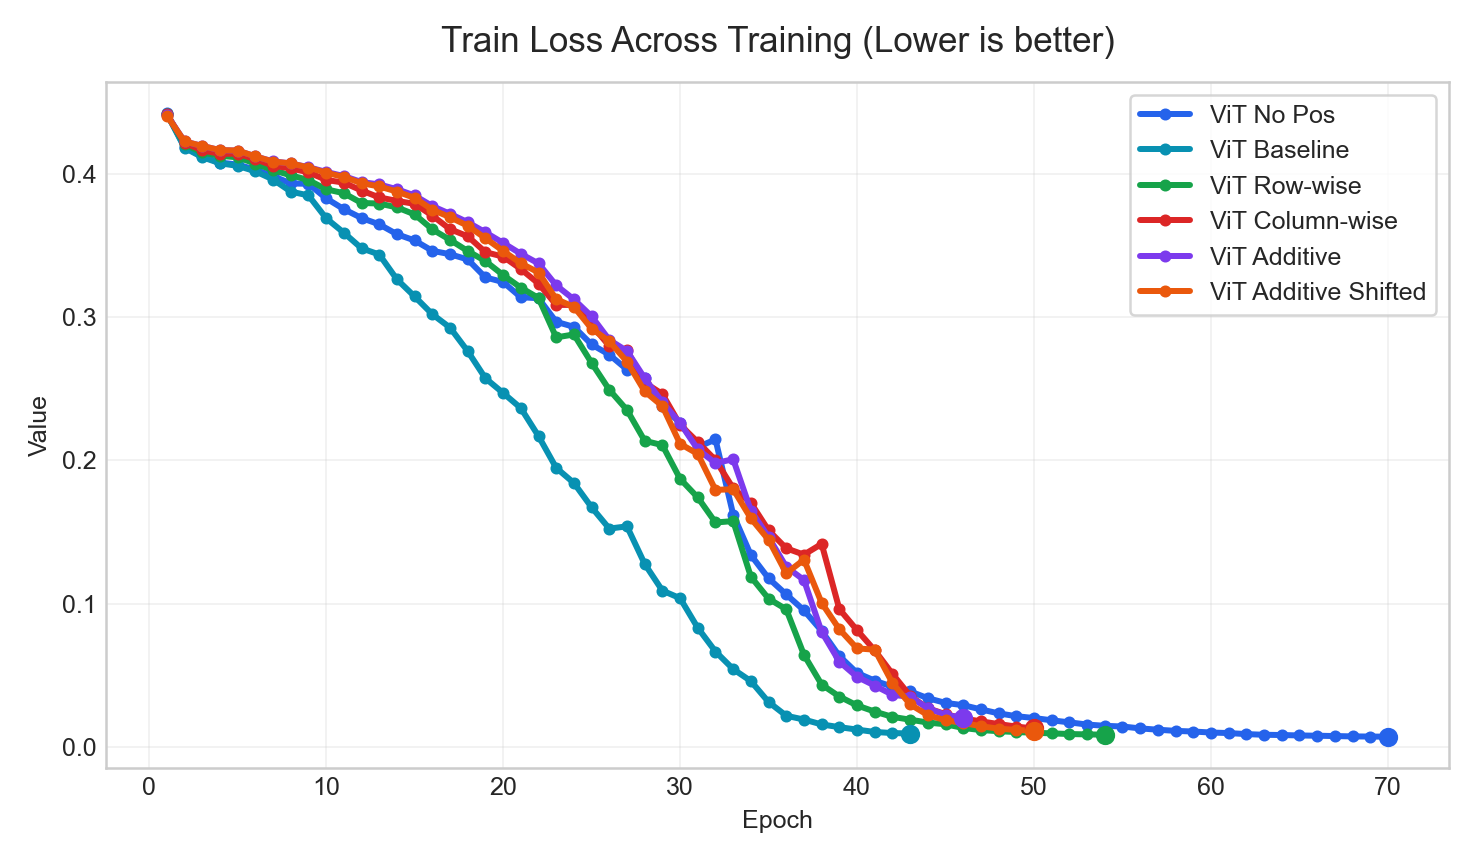 Train Loss Across Training (Lower is better)
ViT No Pos
ViT Baseline
ViT Row-wise
ViT Column-wise
ViT Additive
ViT Additive Shifted
Value
0.4
0.3
0.2
0.1
0.0
0 10 20 30 40 50 60 70
Epoch